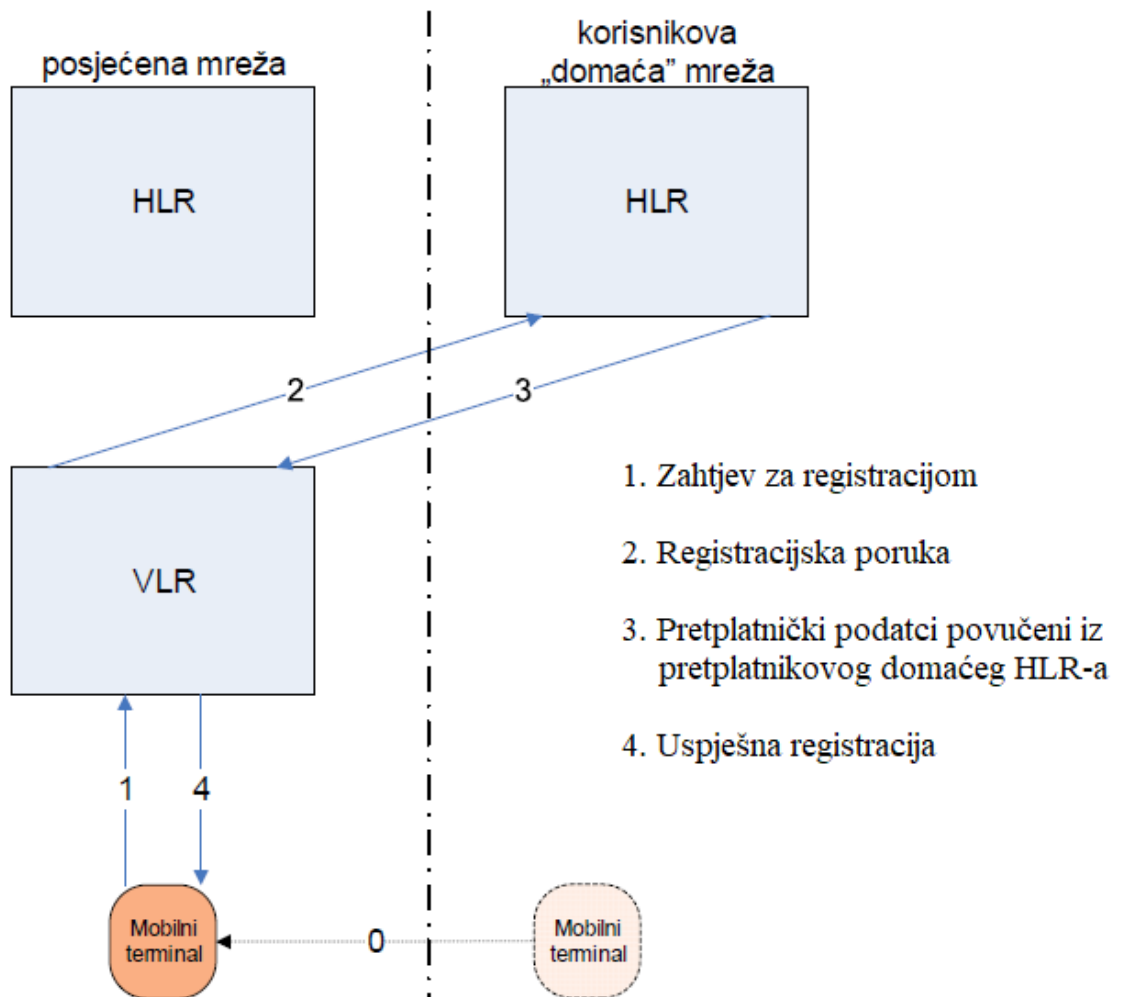 posjećena mreža
korisnikova
„domaća” mreža
HLR
HLR
2
3
VLR
1. Zahtjev za registracijom
2. Registracijska poruka
3. Pretplatnički podatci povučeni iz
pretplatnikovog domaćeg HLR-a
4. Uspješna registracija
1
4
Mobilni
terminal
0
Mobilni
terminal